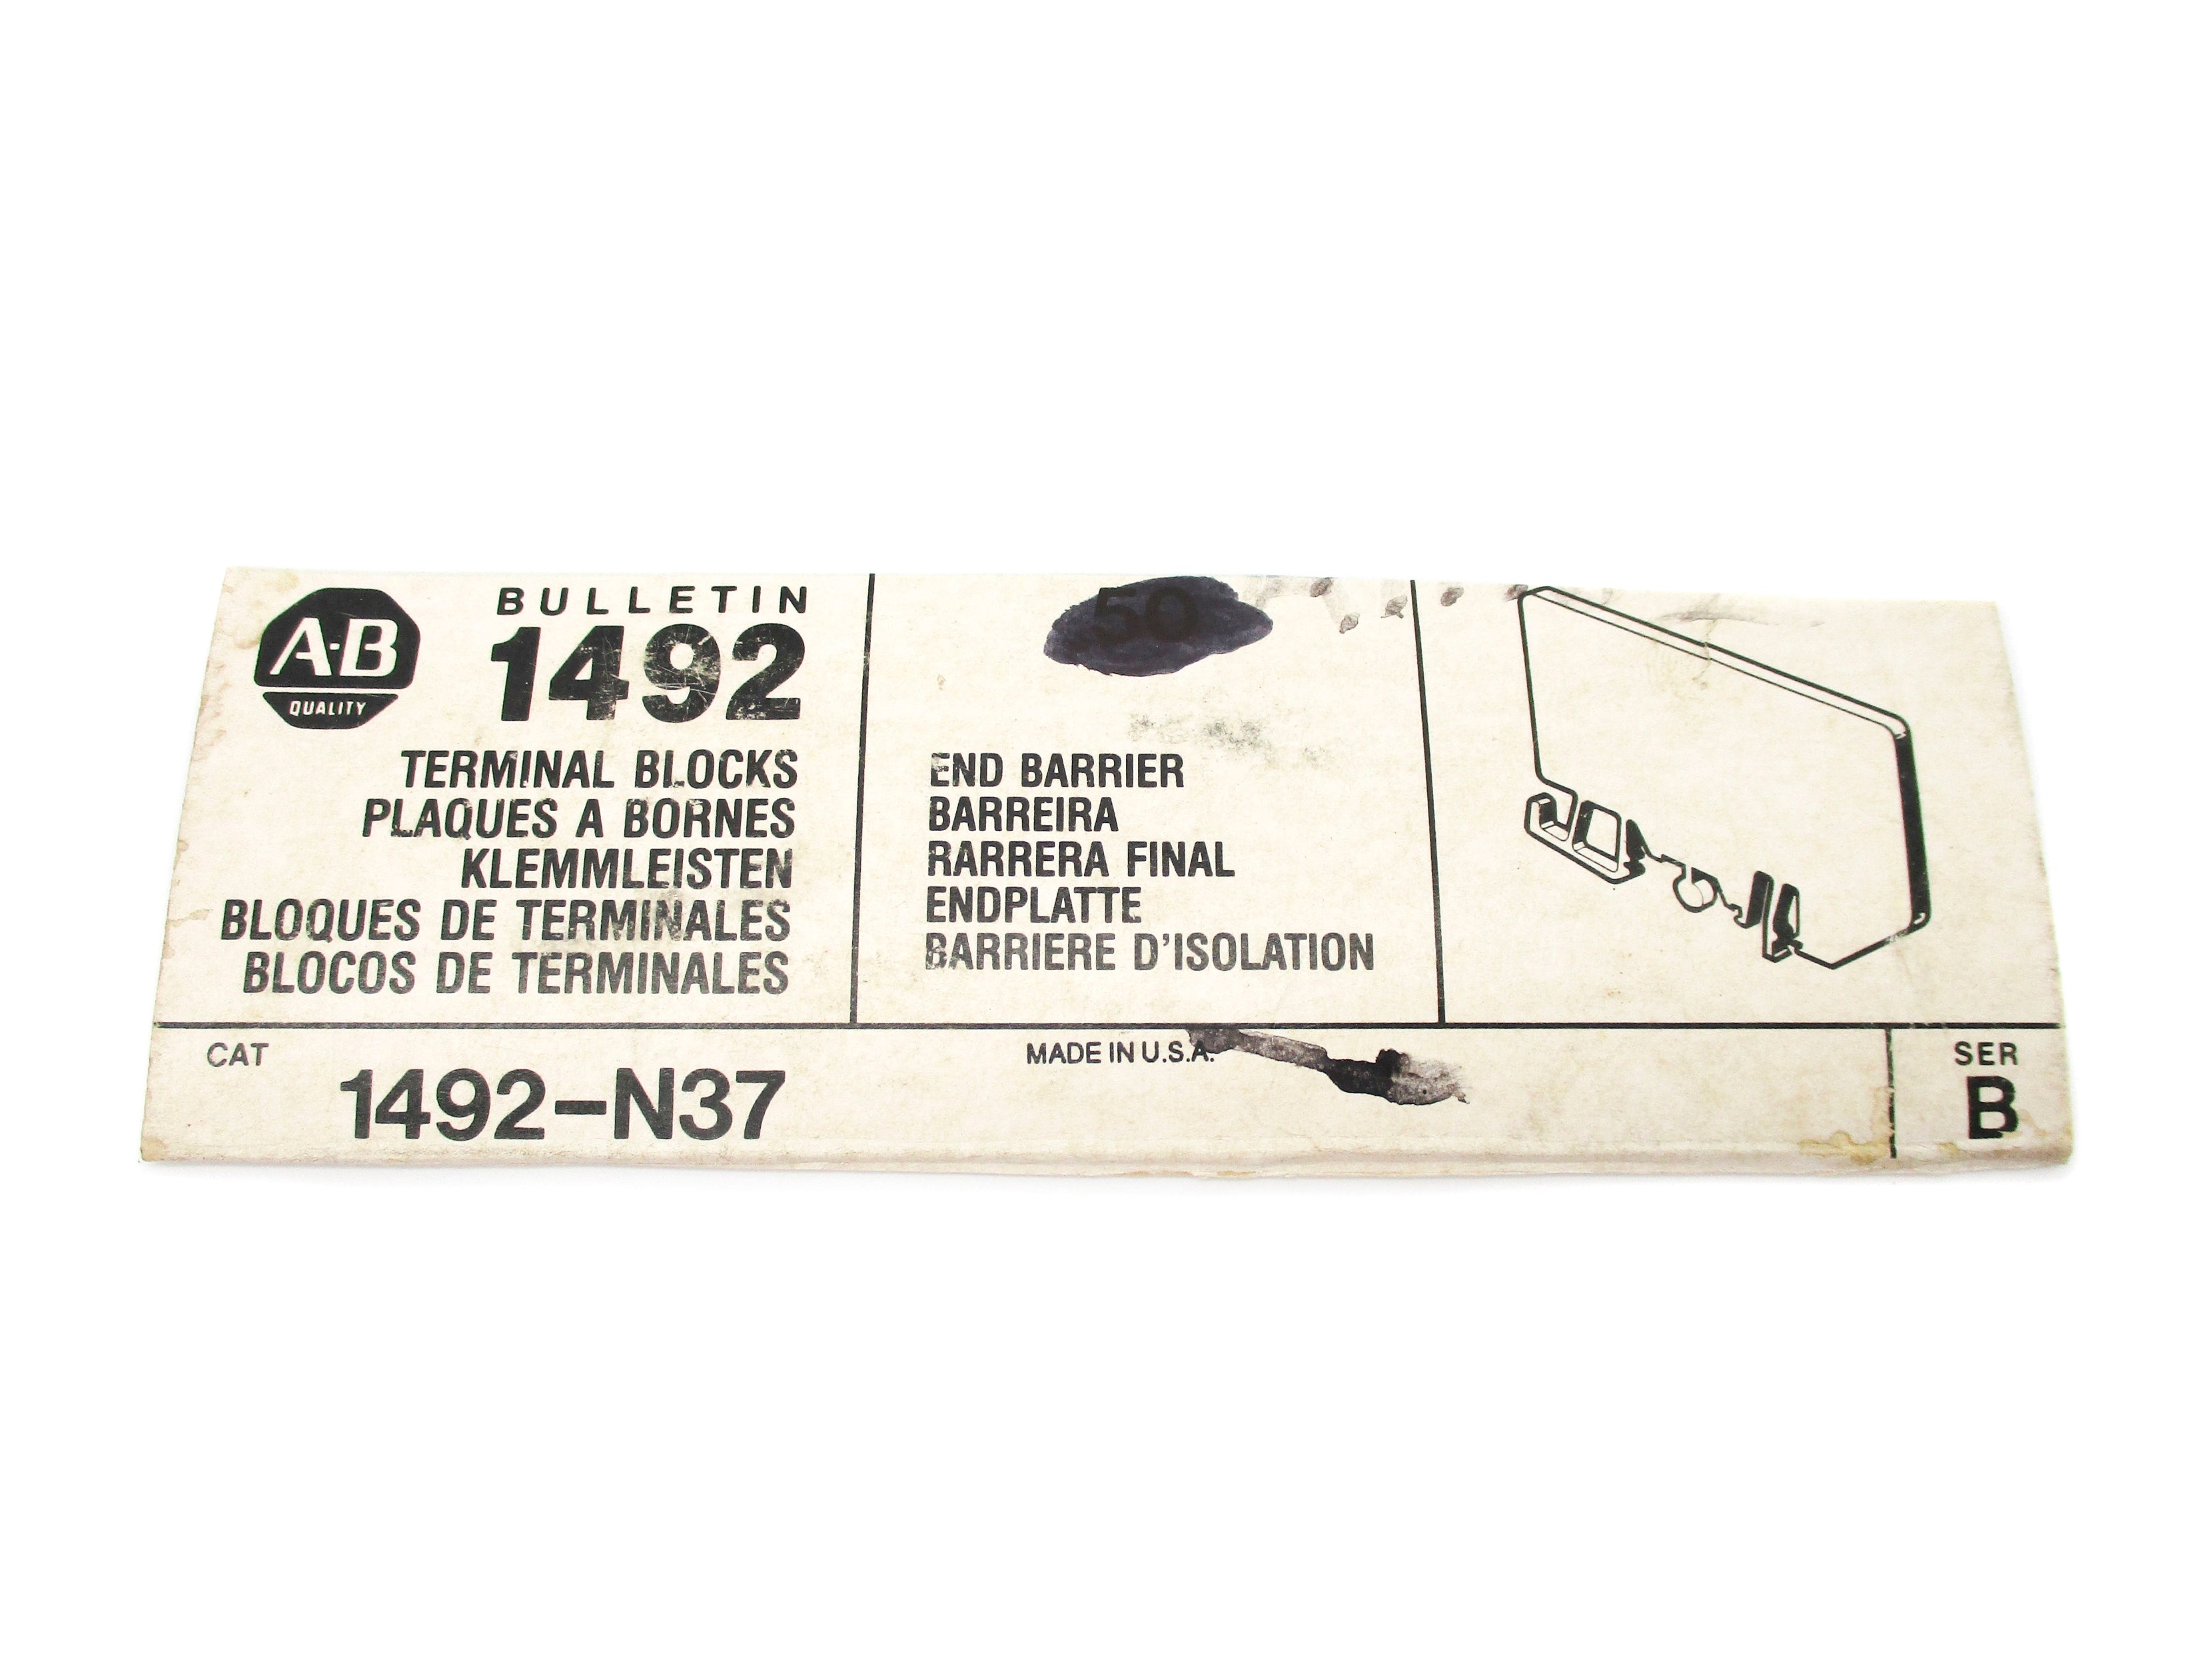 A-B
QUALITY
BULLETIN
1492
TERMINAL BLOCKS
PLAQUES A BORNES
KLEMMLEISTEN
BLOQUES DE TERMINALES
BLOCOS DE TERMINALES
50
END BARRIER
BARREIRA
RARRERA FINAL
ENDPLATTE
BARRIERE D'ISOLATION
CAT
1492-N37
MADE IN U.S.A.
SER
B